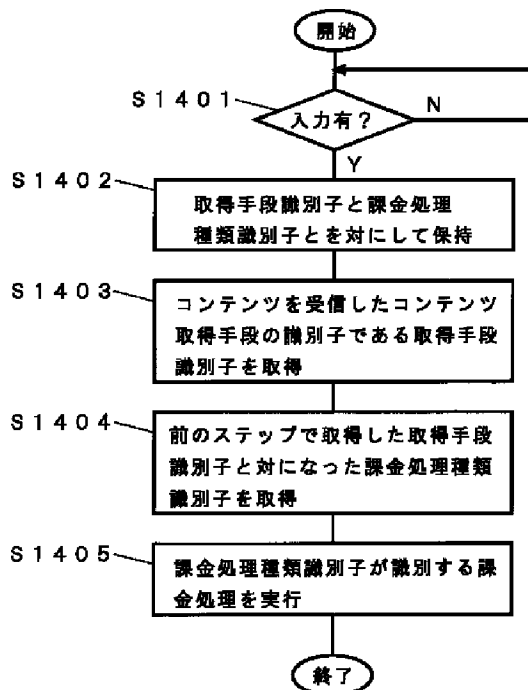 開始
S1401
入力有?
N
Y
S1402
取得手段識別子と課金処理
種類識別子とを対にして保持
S1403
コンテンツを受信したコンテンツ
取得手段の識別子である取得手段
識別子を取得
S1404
前のステップで取得した取得手段
識別子と対になった課金処理種類
識別子を取得
S1405
課金処理種類識別子が識別する課
金処理を実行
終了